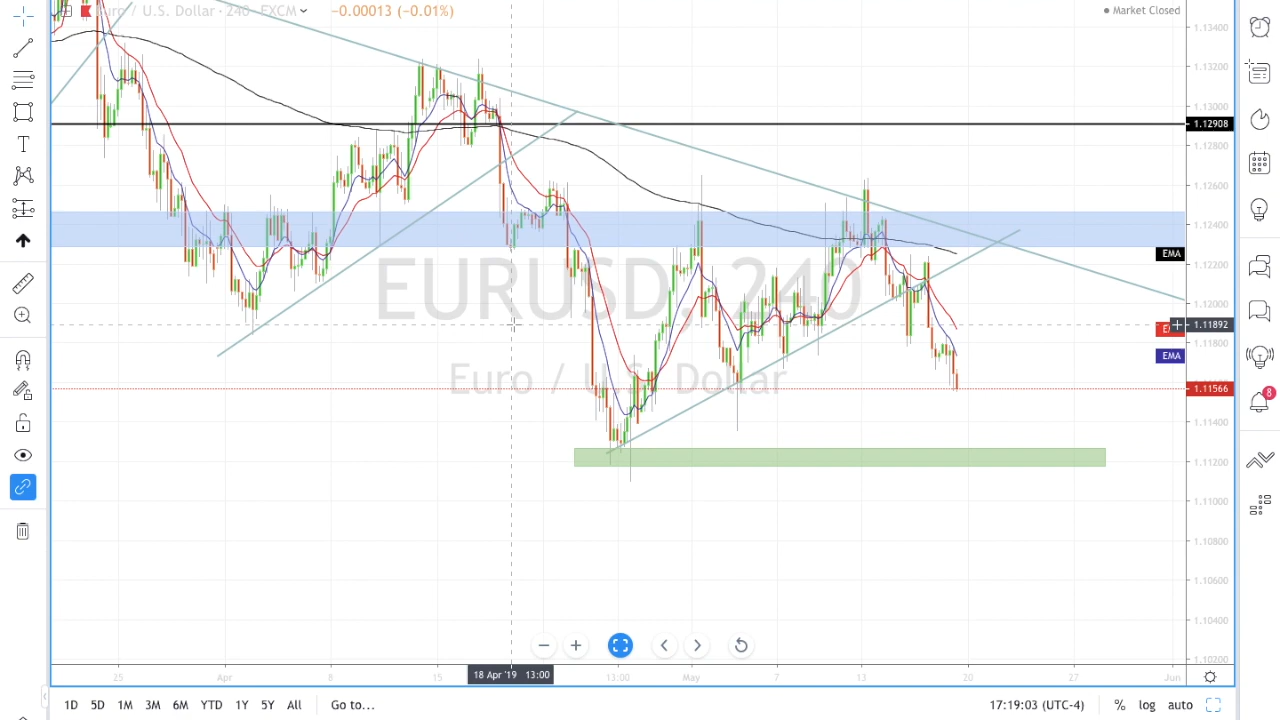 Euro / U.S. Dollar · 240 · FXCM −0.00013 (−0.01%)
Market Closed
1.13400
1.13200
1.13000
1.12908
1.12800
1.12600
1.12400
EMA
1.12200
EURUSD, 240
1.12000
1.11892
1.11800
EMA
Euro / U.S. Dollar
1.11566
1.11400
1.11200
1.11000
1.10800
1.10600
1.10400
1.10200
8
T
25 Apr 8 15 18 Apr '19 13:00 13:00 May 7 13 20 27 Jun
1D 5D 1M 3M 6M YTD 1Y 5Y All Go to... 17:19:03 (UTC-4) % log auto